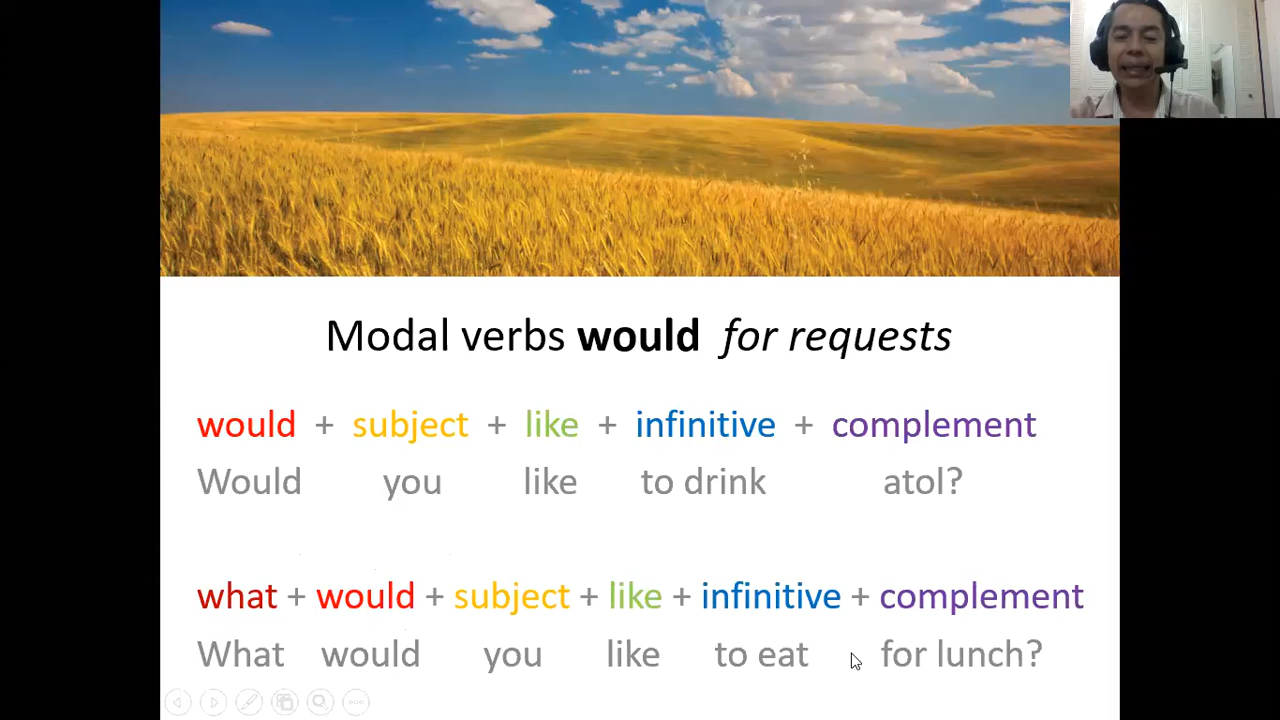 Modal verbs would for requests
would + subject + like + infinitive + complement
Would you like to drink atol?
what + would + subject + like + infinitive + complement
What would you like to eat for lunch?